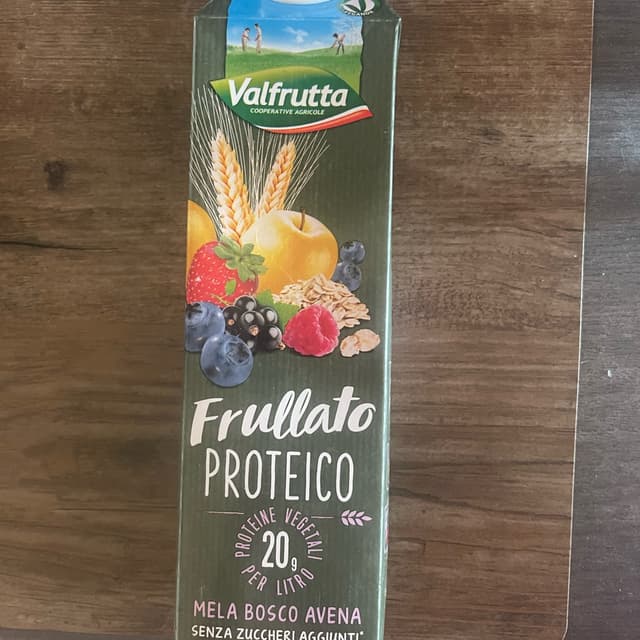 Valfrutta
COOPERATIVE AGRICOLE
Frullato
PROTEICO
PROTEINE VEGETALI
20g
PER LITRO
MELA BOSCO AVENA
SENZA ZUCCHERI AGGIUNTI*